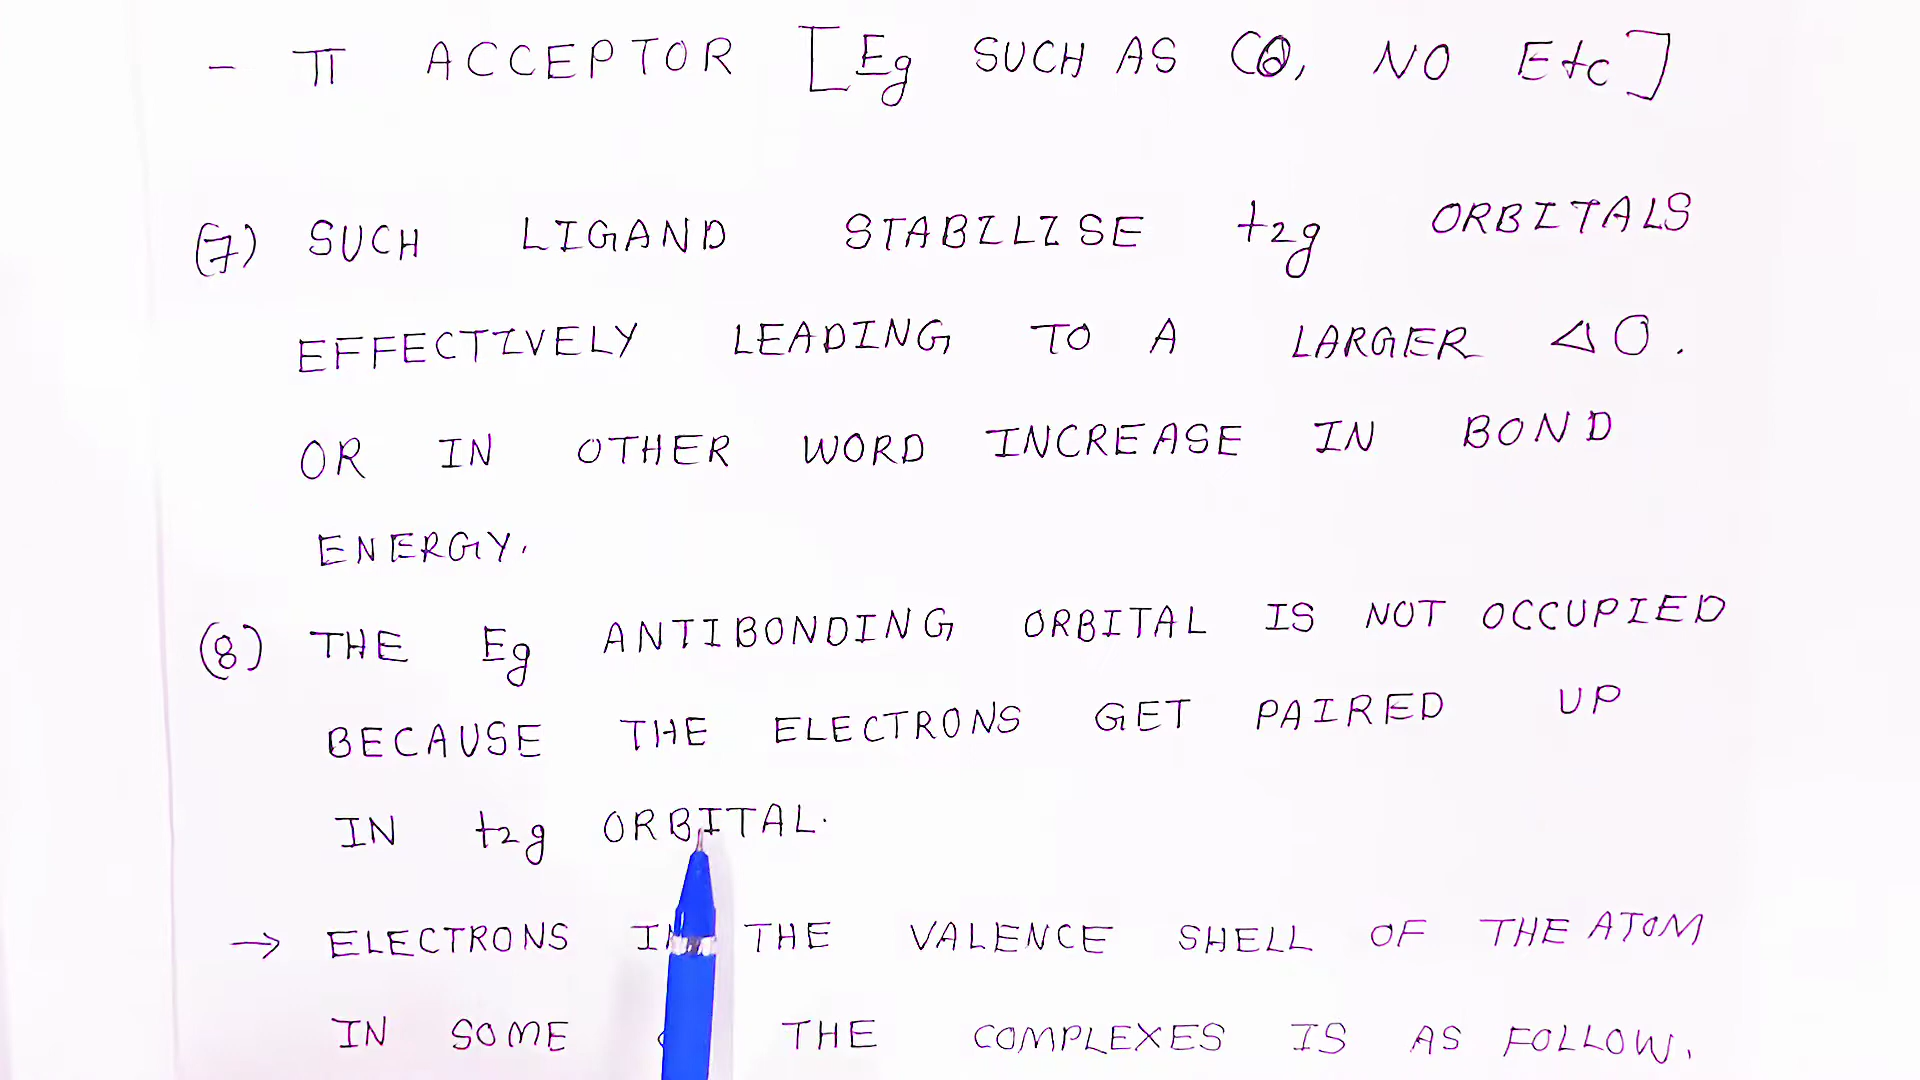 - π ACCEPTOR [Eg SUCH AS CO, NO Etc]
(7) SUCH LIGAND STABILISE t2g ORBITALS
EFFECTIVELY LEADING TO A LARGER ΔO.
OR IN OTHER WORD INCREASE IN BOND
ENERGY.
(8) THE Eg ANTIBONDING ORBITAL IS NOT OCCUPIED
BECAUSE THE ELECTRONS GET PAIRED UP
IN t2g ORBITAL.
→ ELECTRONS IN THE VALENCE SHELL OF THE ATOM
IN SOME THE COMPLEXES IS AS FOLLOW.